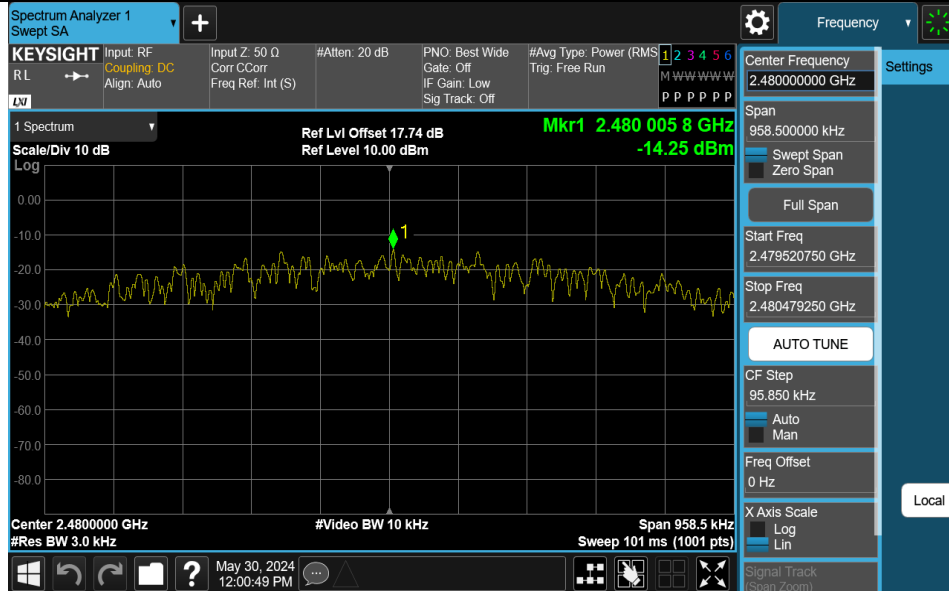 Spectrum Analyzer 1
Swept SA
+
Frequency
KEYSIGHT
RL
LXI
Input: RF
Coupling: DC
Align: Auto
Input Z: 50 Ω
Corr CCorr
Freq Ref: Int (S)
#Atten: 20 dB
PNO: Best Wide
Gate: Off
IF Gain: Low
Sig Track: Off
#Avg Type: Power (RMS
Trig: Free Run
1 2 3 4 5 6
M W W W W W
P P P P P P
1 Spectrum
Scale/Div 10 dB
Log
Ref Lvl Offset 17.74 dB
Ref Level 10.00 dBm
Mkr1 2.480 005 8 GHz
-14.25 dBm
1
0.00
-10.0
-20.0
-30.0
-40.0
-50.0
-60.0
-70.0
-80.0
Center 2.4800000 GHz
#Res BW 3.0 kHz
#Video BW 10 kHz
Span 958.5 kHz
Sweep 101 ms (1001 pts)
?
May 30, 2024
12:00:49 PM
Center Frequency
2.480000000 GHz
Span
958.500000 kHz
Swept Span
Zero Span
Full Span
Start Freq
2.479520750 GHz
Stop Freq
2.480479250 GHz
AUTO TUNE
CF Step
95.850 kHz
Auto
Man
Freq Offset
0 Hz
X Axis Scale
Log
Lin
Signal Track
(Span Zoom)
Settings
Local